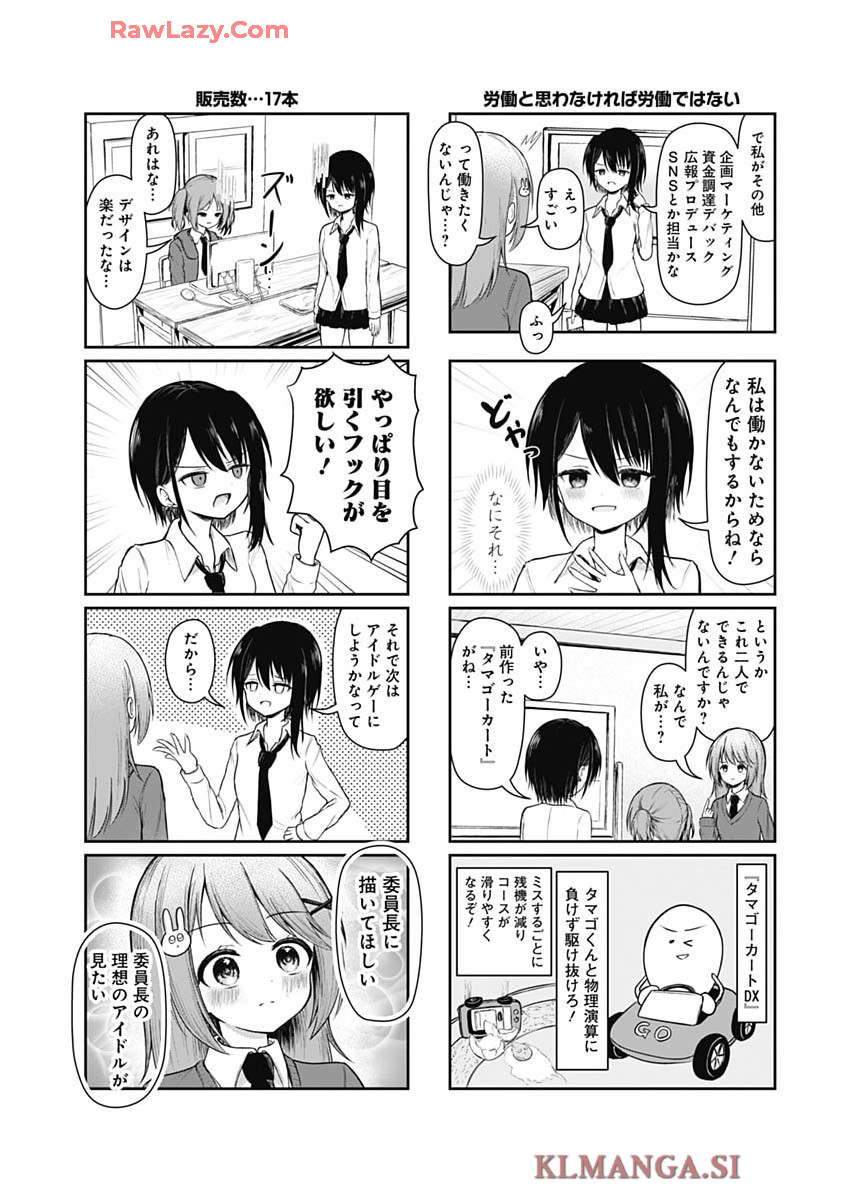 RawLazy.Com
労働と思わなければ労働ではない
で私がその他
企画マーケティング
資金調達デバック
広報プロデュース
SNSとか担当かな
えっ
すごい
って働きたく
ないんじゃ…?
ふっ
私は働かないためなら
なんでもするからね!
どやっ
なにそれ…
というか
これ二人で
できるんじゃ
ないんですか?
なんで
私が…?
いや…
前作った
『タマゴーカート』
がね…
『タマゴーカートDX』
タマゴくんと物理演算に
負けず駆け抜けろ!
ミスするごとに
残機が減り
コースが
滑りやすく
なるぞ!
GO
販売数…17本
ズーン
あれはな…
デザインは
楽だったな…
やっぱり目を
引くフックが
欲しい!
それで次は
アイドルゲーに
しようかなって
だから…
委員長に
描いてほしい
委員長の
理想のアイドルが
見たい
KLMANGA.SI